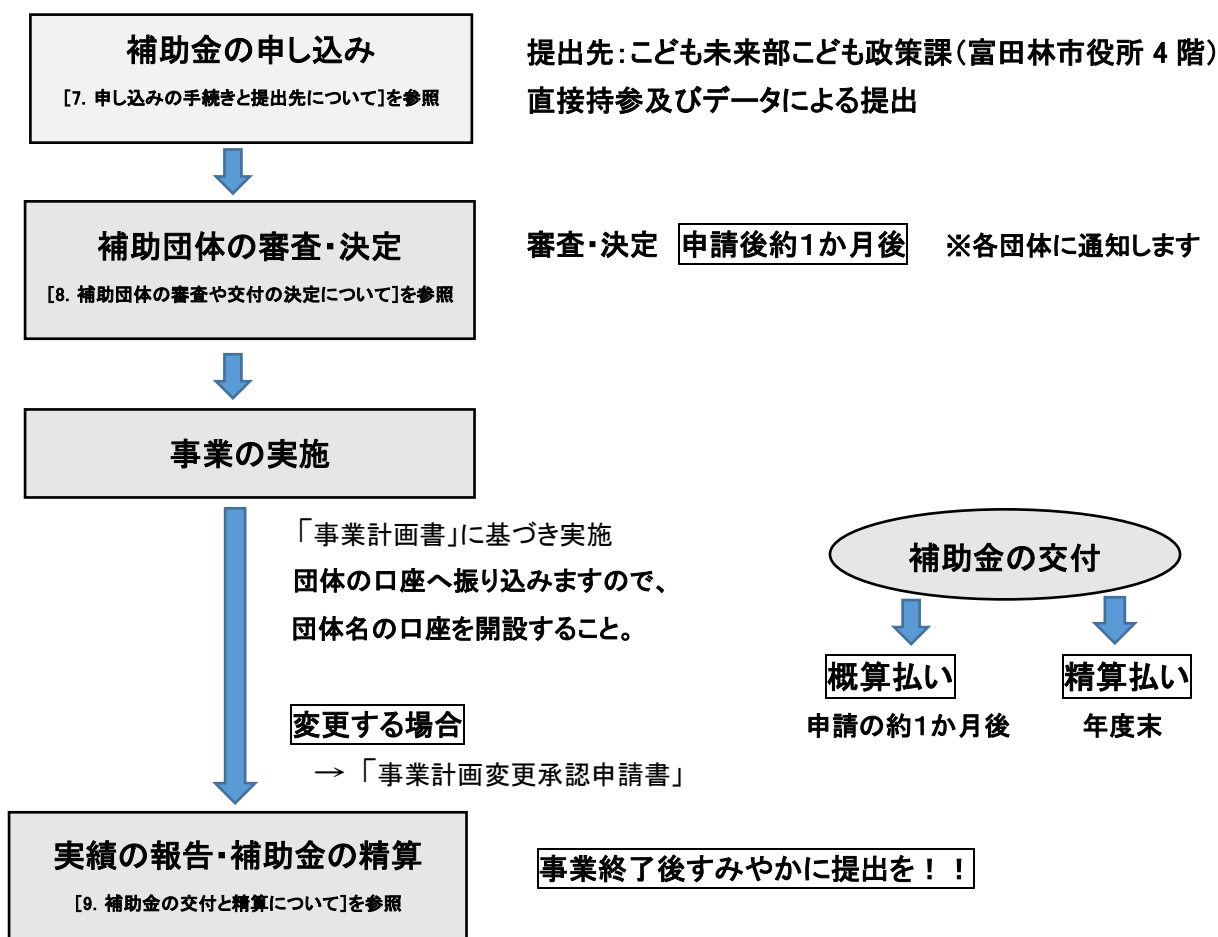 補助金の申し込み
[7. 申し込みの手続きと提出先について]を参照
提出先：こども未来部こども政策課（富田林市役所 4 階）
直接持参及びデータによる提出
補助団体の審査・決定
[8. 補助団体の審査や交付の決定について]を参照
審査・決定 申請後約1か月後 ※各団体に通知します
事業の実施
「事業計画書」に基づき実施
団体の口座へ振り込みますので、
団体名の口座を開設すること。
補助金の交付
概算払い 精算払い
申請の約1か月後 年度末
変更する場合
→「事業計画変更承認申請書」
実績の報告・補助金の精算
[9. 補助金の交付と精算について]を参照
事業終了後すみやかに提出を！！